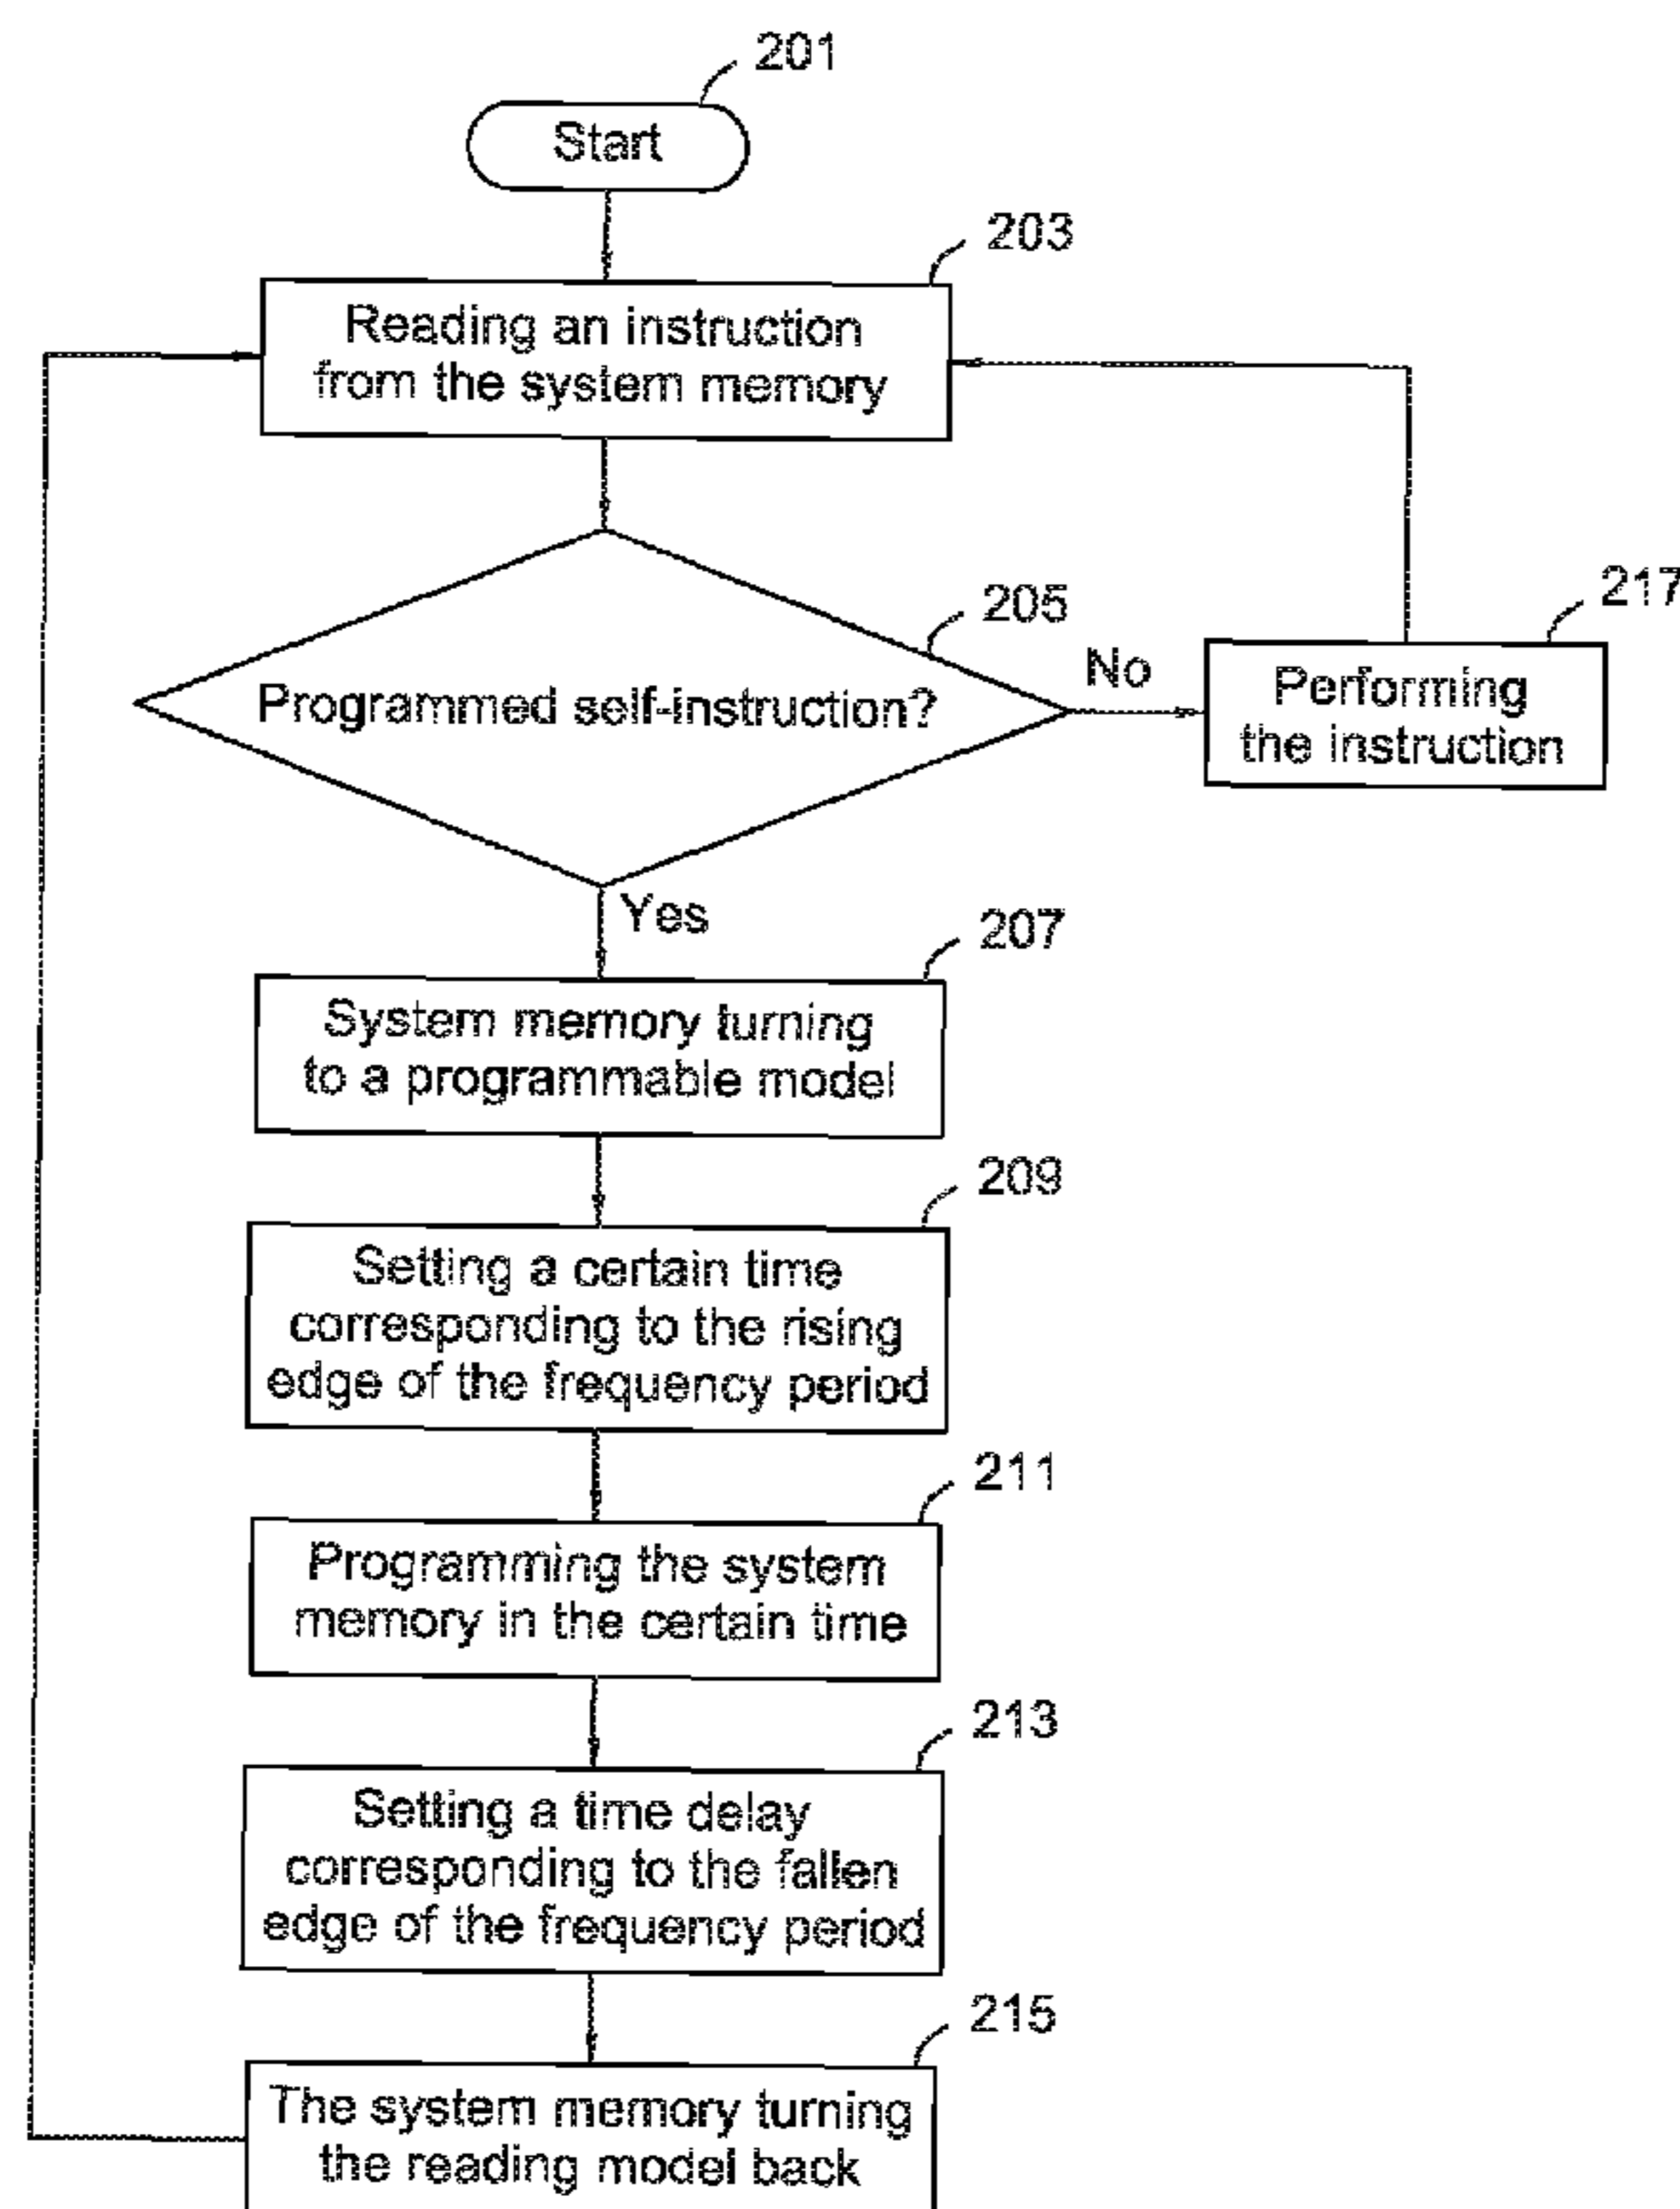 201
Start
203
Reading an instruction
from the system memory
205
Programmed self-instruction?
No
217
Performing
the instruction
Yes
207
System memory turning
to a programmable model
209
Setting a certain time
corresponding to the rising
edge of the frequency period
211
Programming the system
memory in the certain time
213
Setting a time delay
corresponding to the fallen
edge of the frequency period
215
The system memory turning
the reading model back